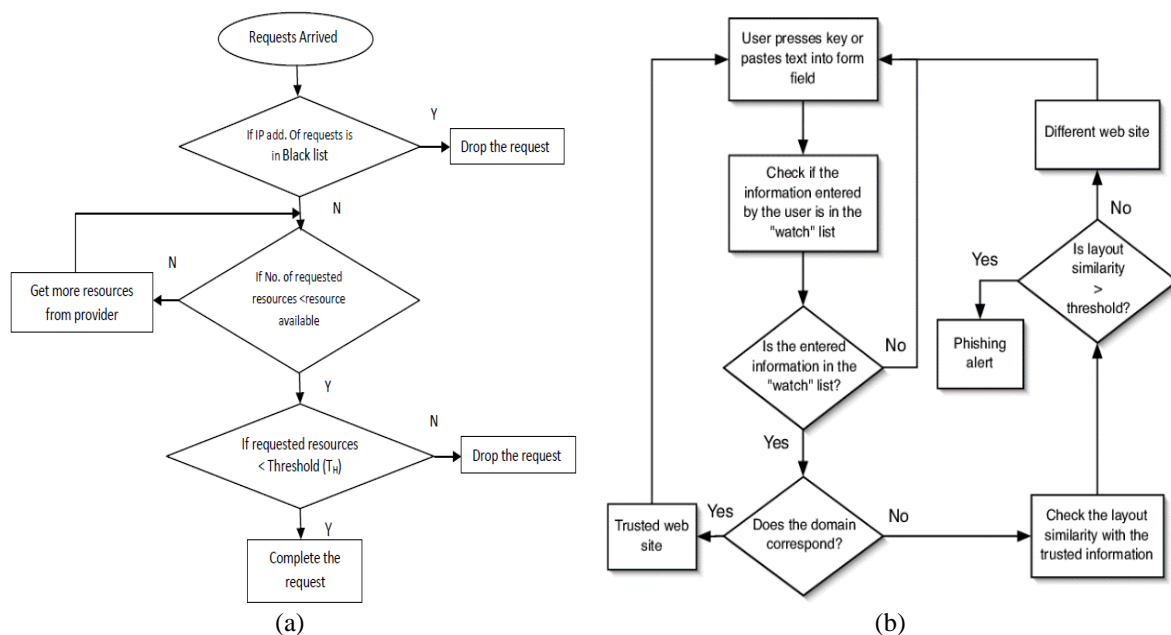 Requests Arrived
If IP add. Of requests is
in Black list
Y
Drop the request
N
If No. of requested
resources <resource
available
N
Get more resources
from provider
Y
If requested resources
< Threshold (TH)
N
Drop the request
Y
Complete the
request
(a)
User presses key or
pastes text into form
field
Check if the
information entered
by the user is in the
"watch" list
Is the entered
information in the
"watch" list?
No
Yes
Does the domain
correspond?
Yes
Trusted web
site
No
Check the layout
similarity with the
trusted information
Is layout
similarity
>
threshold?
Yes
Phishing
alert
No
Different web site
(b)